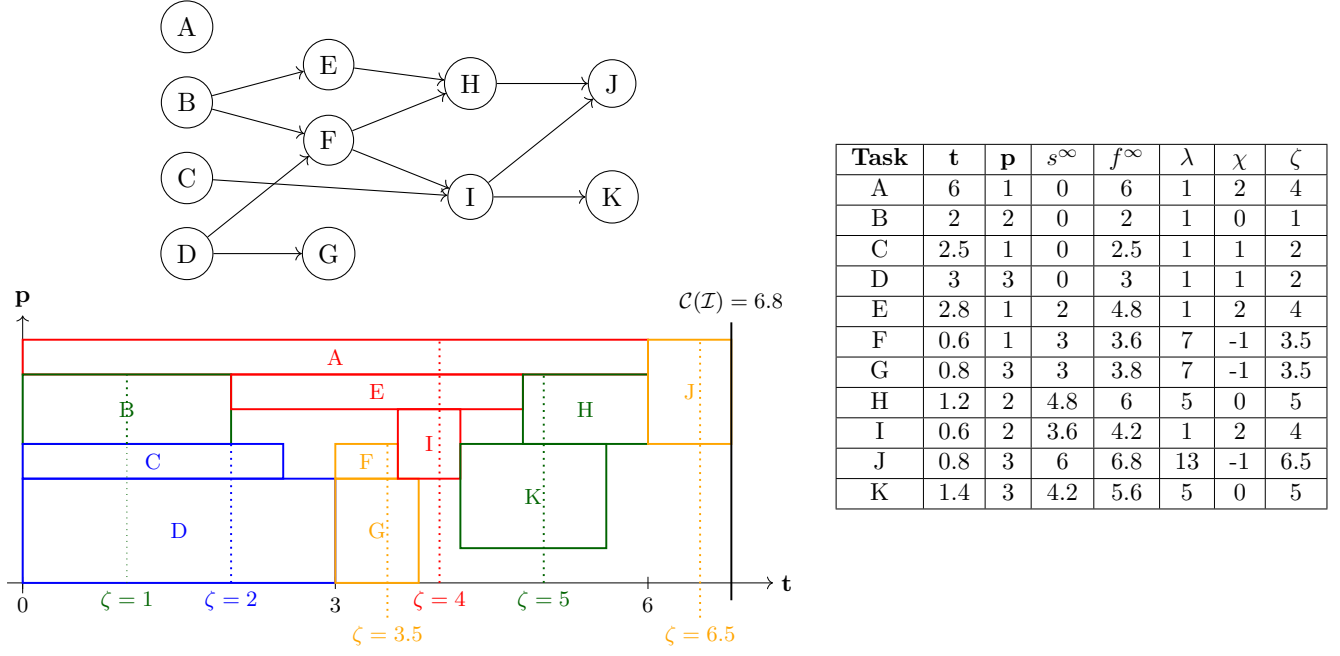 A
B
C
D
E
F
G
H
I
J
K
p
C(I) = 6.8
A
B
E
J
H
C
F
I
K
D
G
t
0
3
6
ζ = 1
ζ = 2
ζ = 4
ζ = 5
ζ = 3.5
ζ = 6.5
Task t p s∞ f∞ λ χ ζ
A 6 1 0 6 1 2 4
B 2 2 0 2 1 0 1
C 2.5 1 0 2.5 1 1 2
D 3 3 0 3 1 1 2
E 2.8 1 2 4.8 1 2 4
F 0.6 1 3 3.6 7 -1 3.5
G 0.8 3 3 3.8 7 -1 3.5
H 1.2 2 4.8 6 5 0 5
I 0.6 2 3.6 4.2 1 2 4
J 0.8 3 6 6.8 13 -1 6.5
K 1.4 3 4.2 5.6 5 0 5